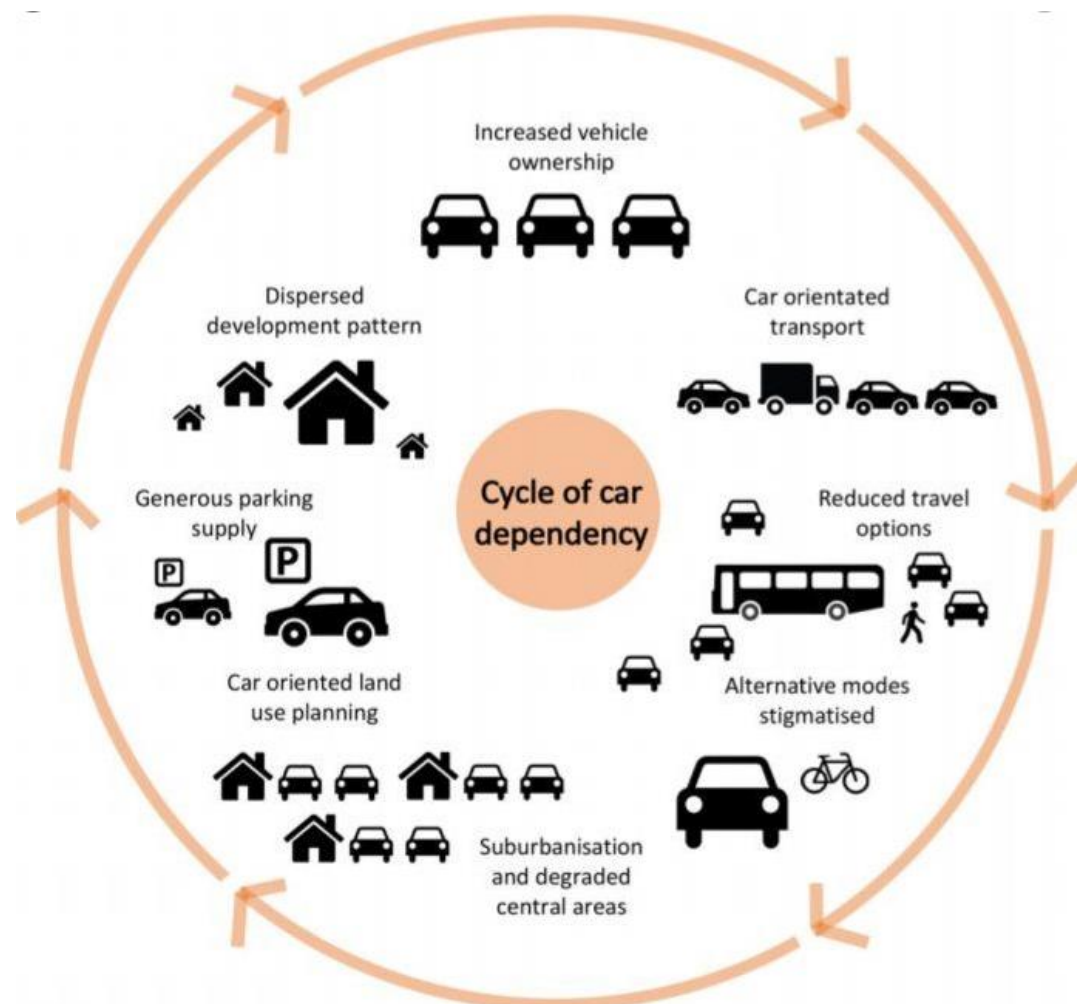 Increased vehicle
ownership
Car orientated
transport
Reduced travel
options
Alternative modes
stigmatised
Suburbanisation
and degraded
central areas
Car oriented land
use planning
P
P
Generous parking
supply
Dispersed
development pattern
Cycle of car
dependency